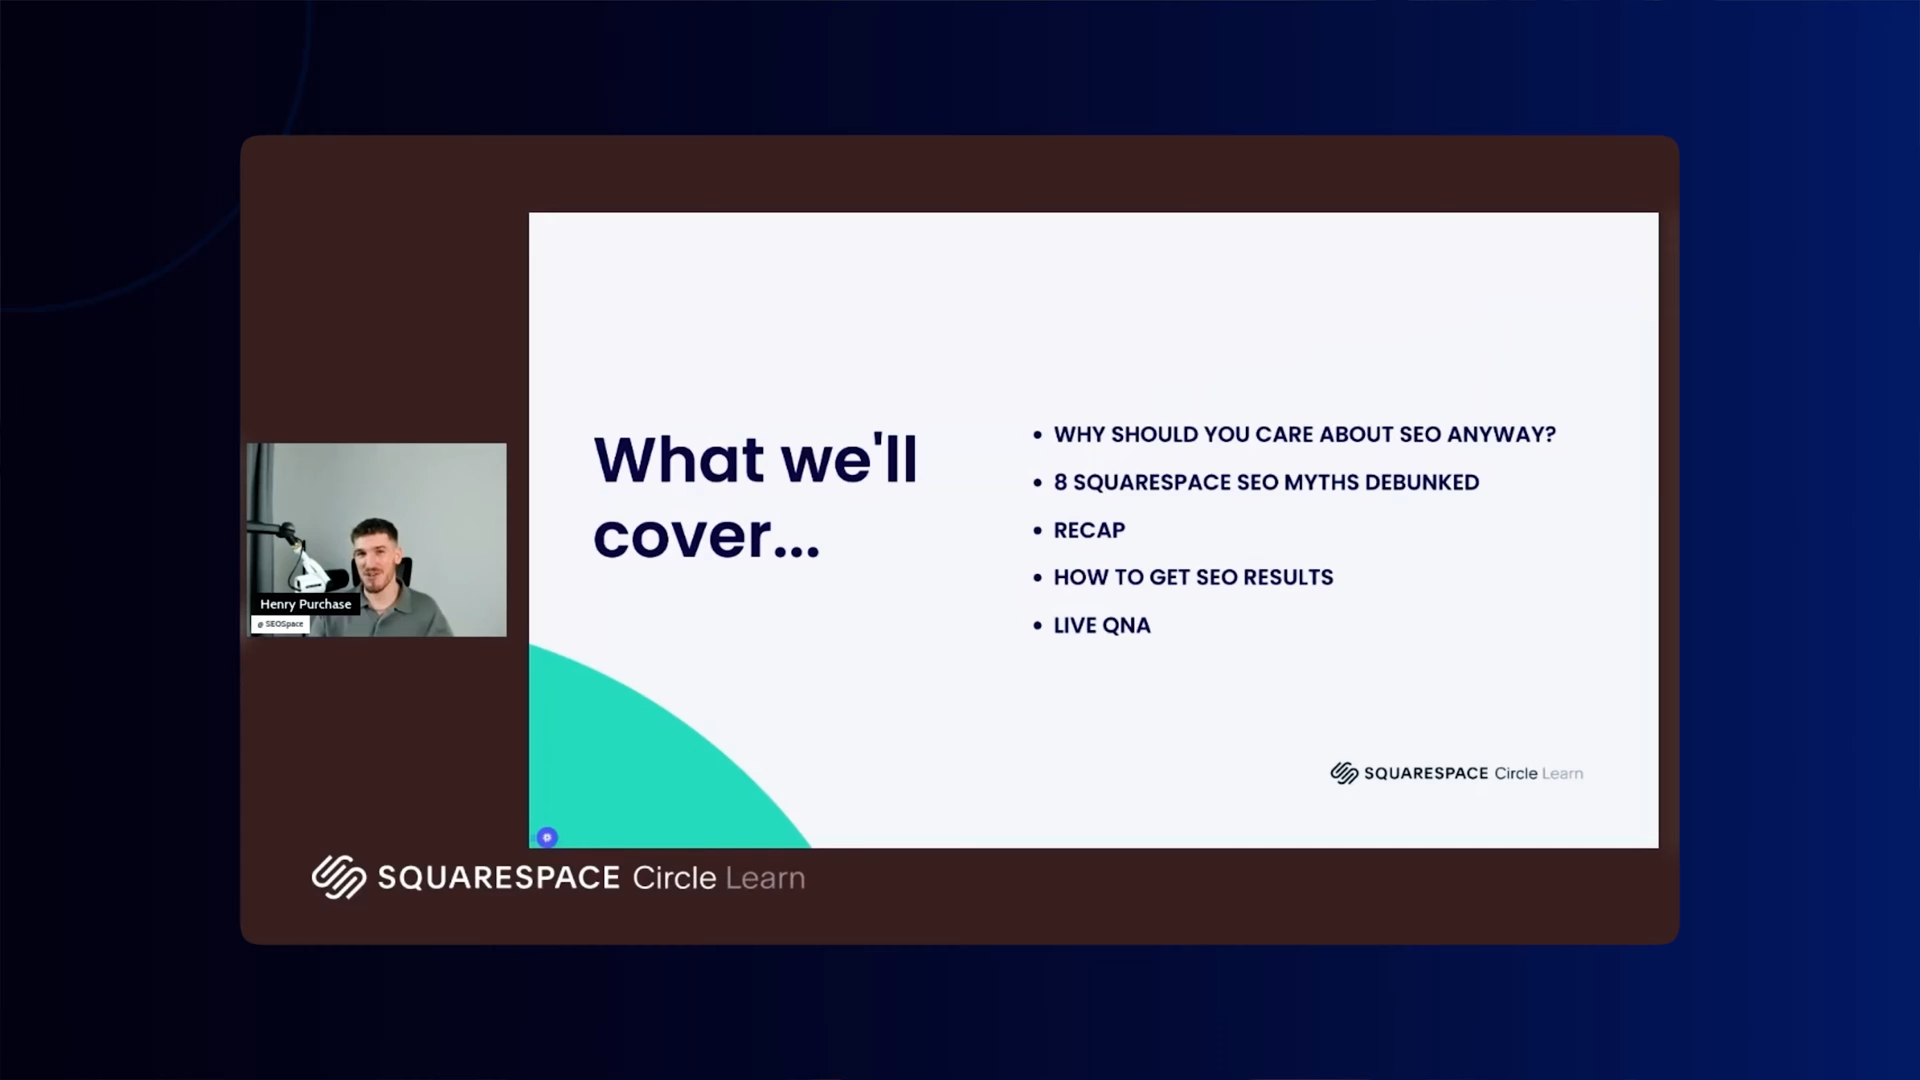 What we'll
cover...
• WHY SHOULD YOU CARE ABOUT SEO ANYWAY?
• 8 SQUARESPACE SEO MYTHS DEBUNKED
• RECAP
• HOW TO GET SEO RESULTS
• LIVE QNA
Henry Purchase
@ SEOSpace
SQUARESPACE Circle Learn
SQUARESPACE Circle Learn